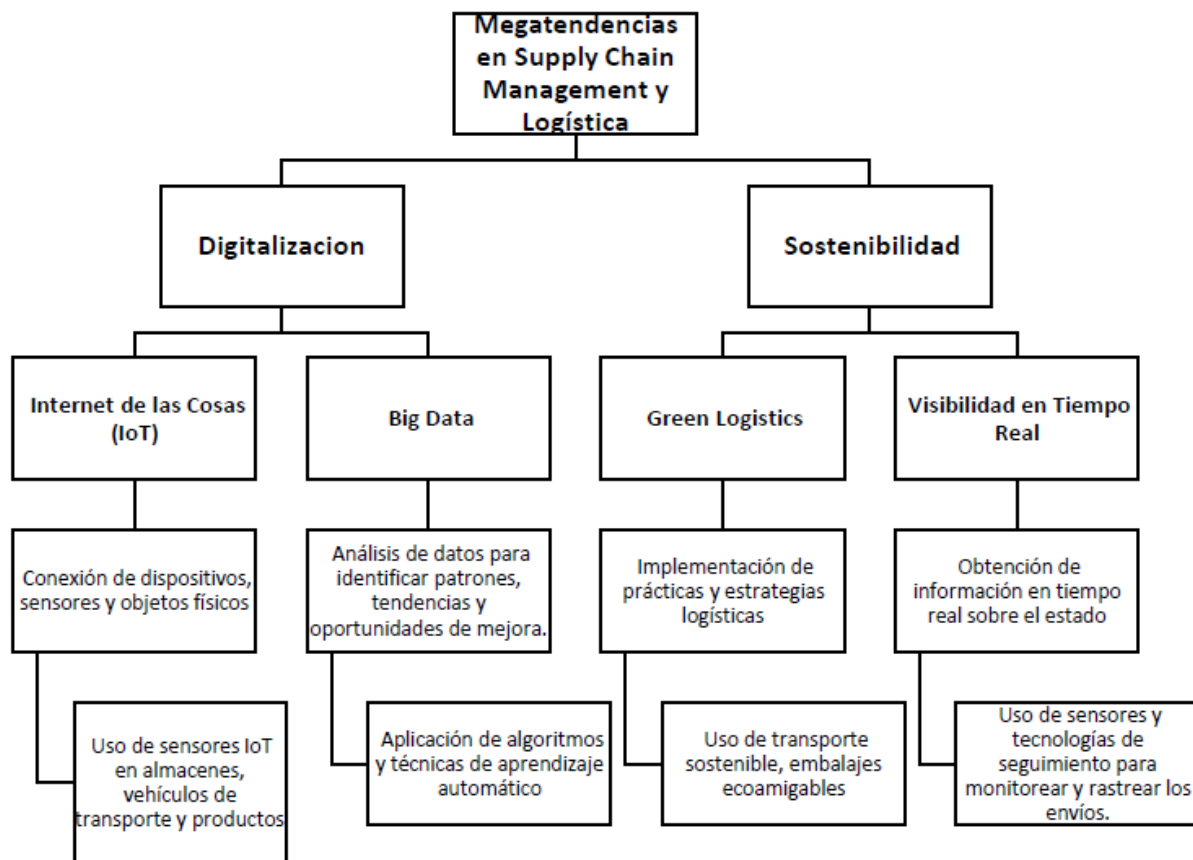 Megatendencias
en Supply Chain
Management y
Logística
Digitalizacion
Sostenibilidad
Internet de las Cosas
(IoT)
Big Data
Green Logistics
Visibilidad en Tiempo
Real
Conexión de dispositivos,
sensores y objetos físicos
Análisis de datos para
identificar patrones,
tendencias y
oportunidades de mejora.
Implementación de
prácticas y estrategias
logísticas
Obtención de
información en tiempo
real sobre el estado
Uso de sensores IoT
en almacenes,
vehículos de
transporte y productos
Aplicación de algoritmos
y técnicas de aprendizaje
automático
Uso de transporte
sostenible, embalajes
ecoamigables
Uso de sensores y
tecnologías de
seguimiento para
monitorear y rastrear los
envíos.